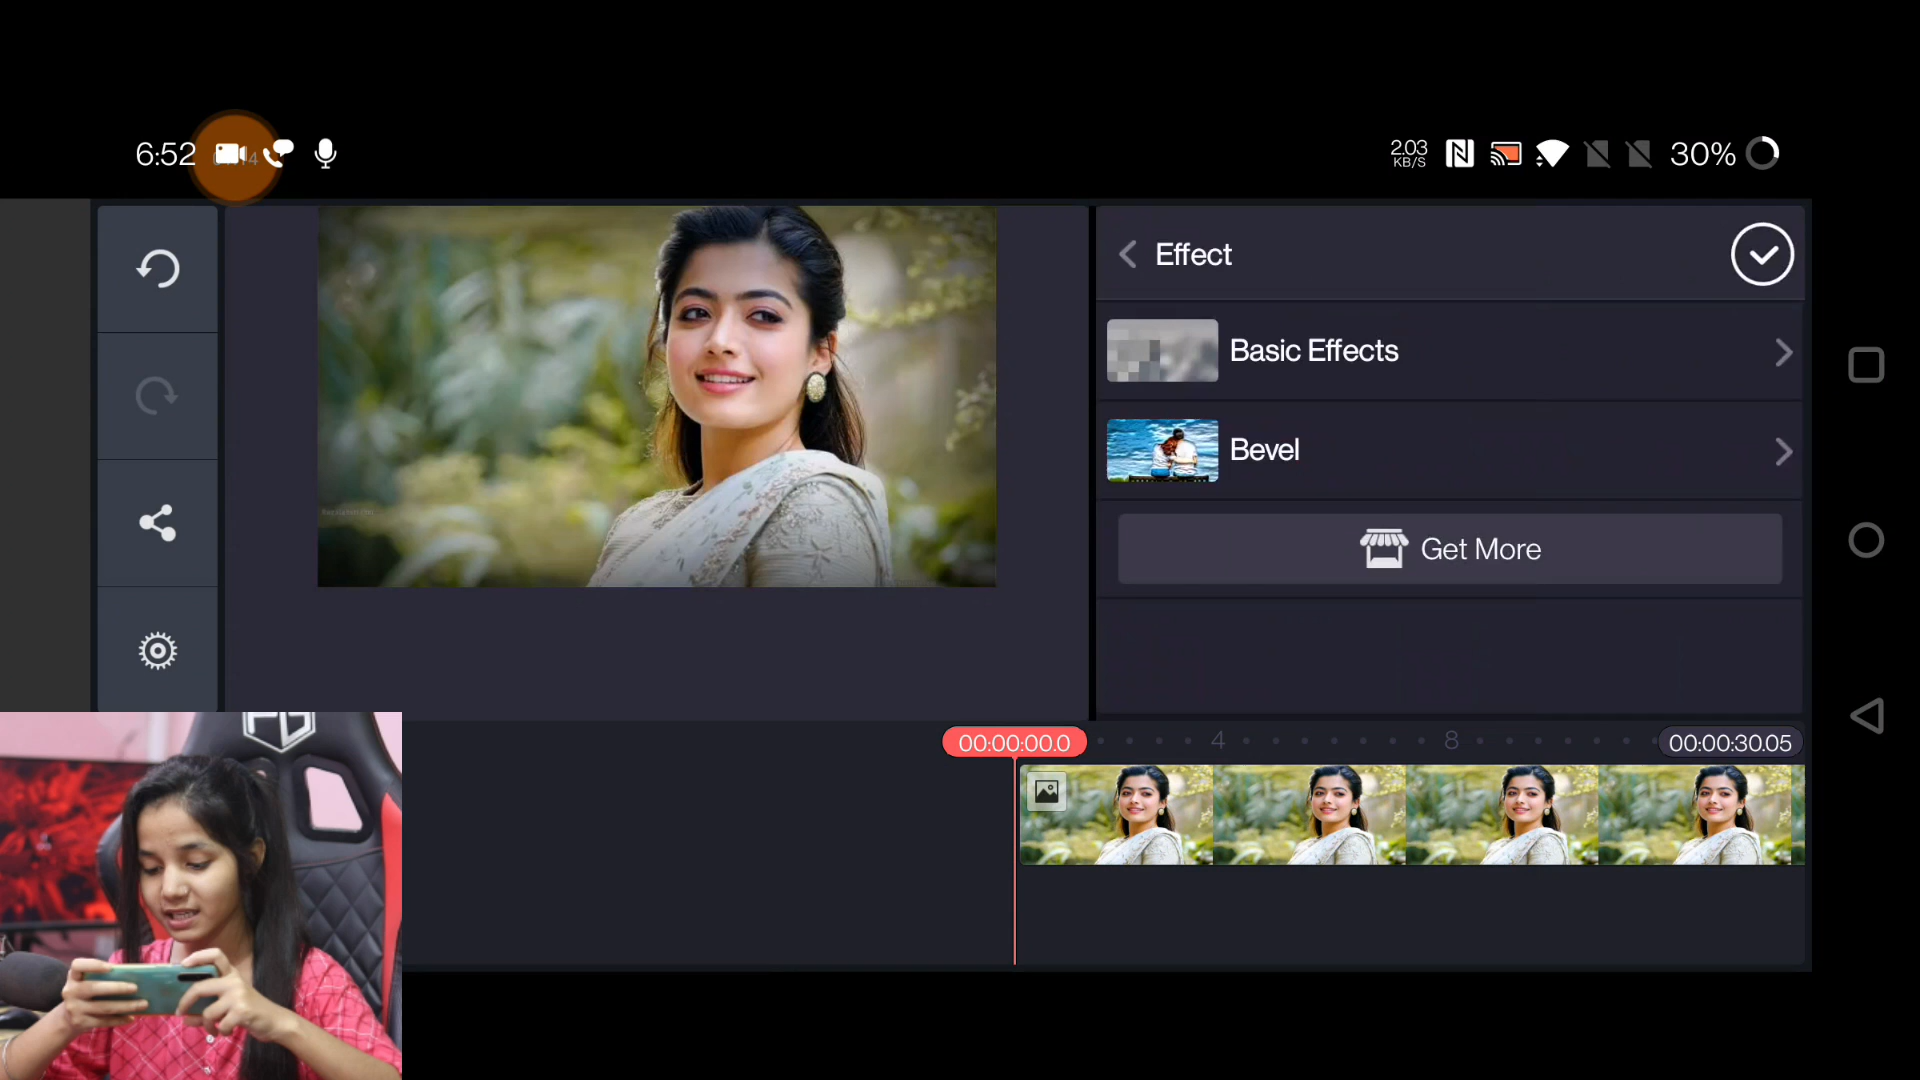 6:52
2.03
KB/S
30%
Effect
Basic Effects
Bevel
Get More
00:00:00.0
4
8
00:00:30.05